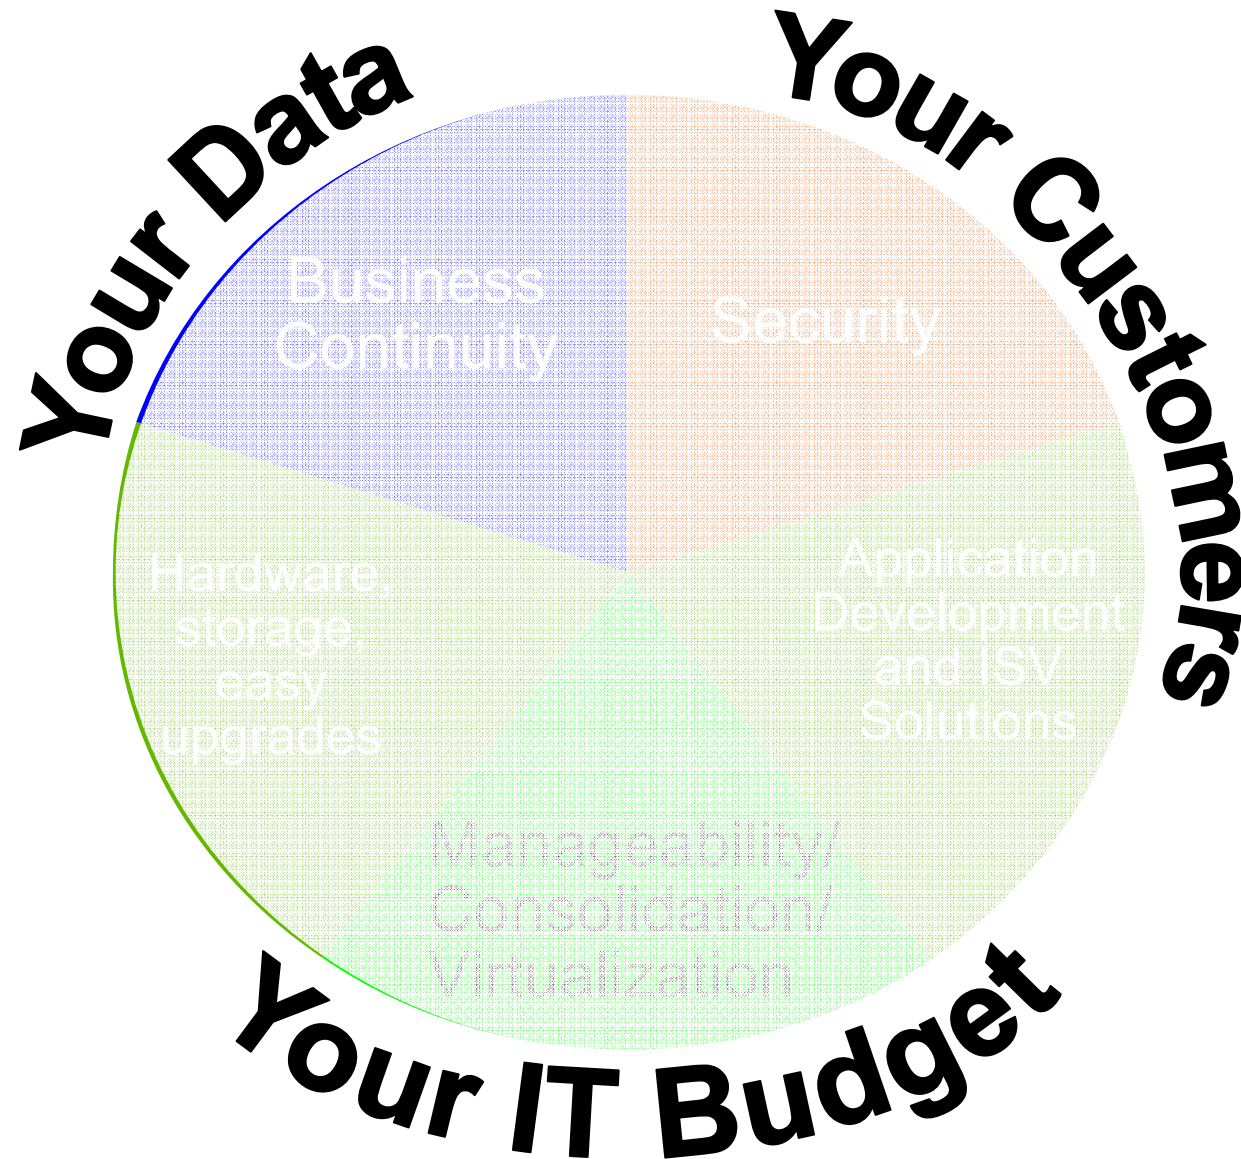 Your Data
Your Customers
Business
Continuity
Security
Hardware,
storage,
easy
upgrades
Application
Development
and ISV
Solutions
Manageability/
Consolidation/
Virtualization
Your IT Budget